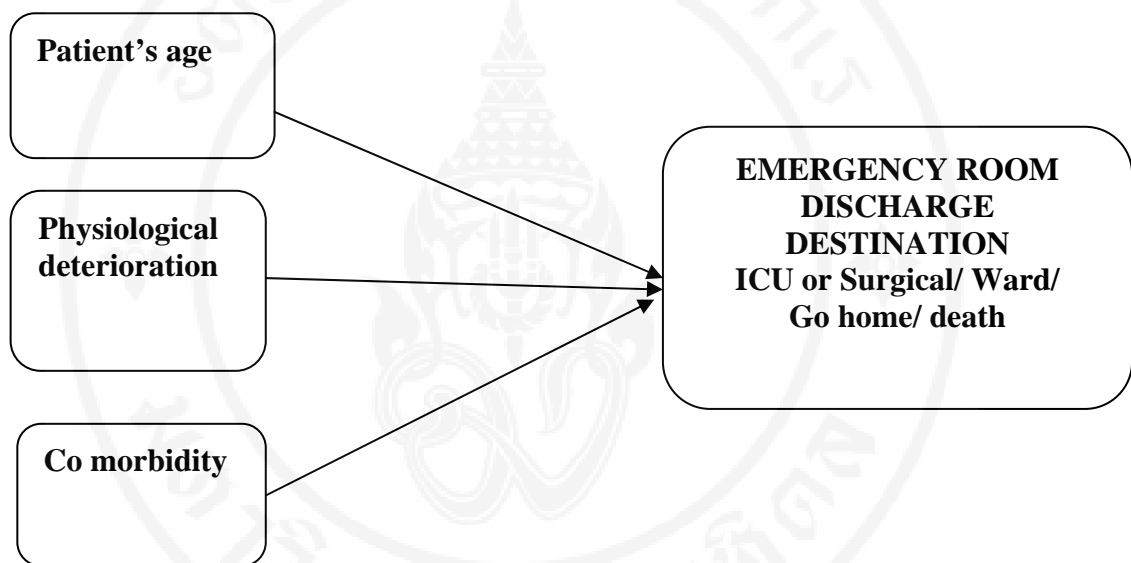 Patient’s age
Physiological
deterioration
Co morbidity
EMERGENCY ROOM
DISCHARGE
DESTINATION
ICU or Surgical/ Ward/
Go home/ death